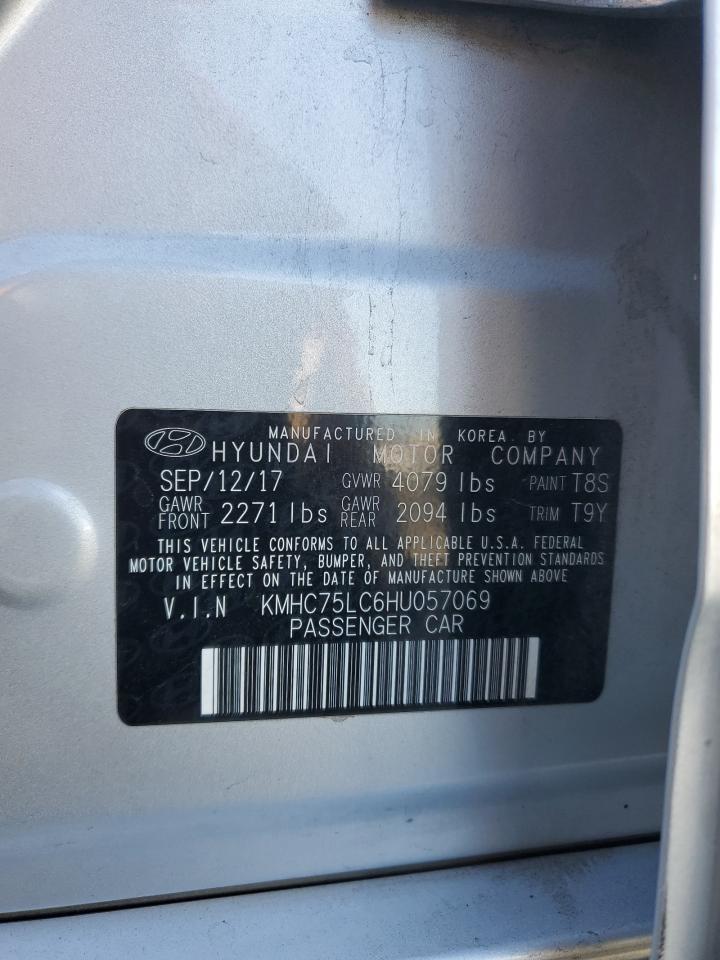 MANUFACTURED IN KOREA BY
HYUNDAI MOTOR COMPANY
SEP/12/17 GVWR 4079 lbs PAINT T8S
GAWR FRONT 2271 lbs GAWR REAR 2094 lbs TRIM T9Y
THIS VEHICLE CONFORMS TO ALL APPLICABLE U.S.A. FEDERAL
MOTOR VEHICLE SAFETY, BUMPER, AND THEFT PREVENTION STANDARDS
IN EFFECT ON THE DATE OF MANUFACTURE SHOWN ABOVE
V.I.N KMHC75LC6HU057069
PASSENGER CAR